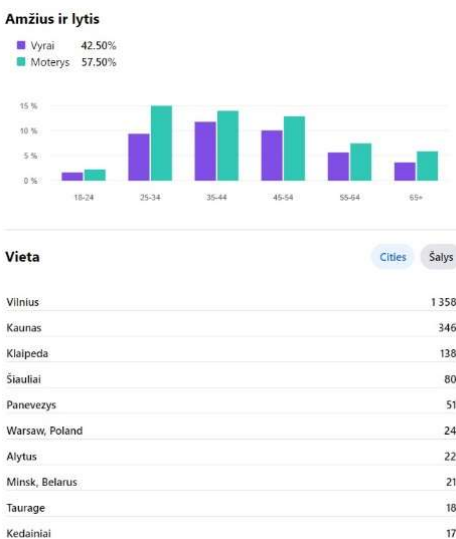 Amžius ir lytis
Vyrai 42.50%
Moterys 57.50%
15 %
10 %
5 %
0 %
18-24 25-34 35-44 45-54 55-64 65+
Vieta Cities Šalys
Vilnius 1 358
Kaunas 346
Klaipeda 138
Šiauliai 80
Panevezys 51
Warsaw, Poland 24
Alytus 22
Minsk, Belarus 21
Taurage 18
Kedainiai 17